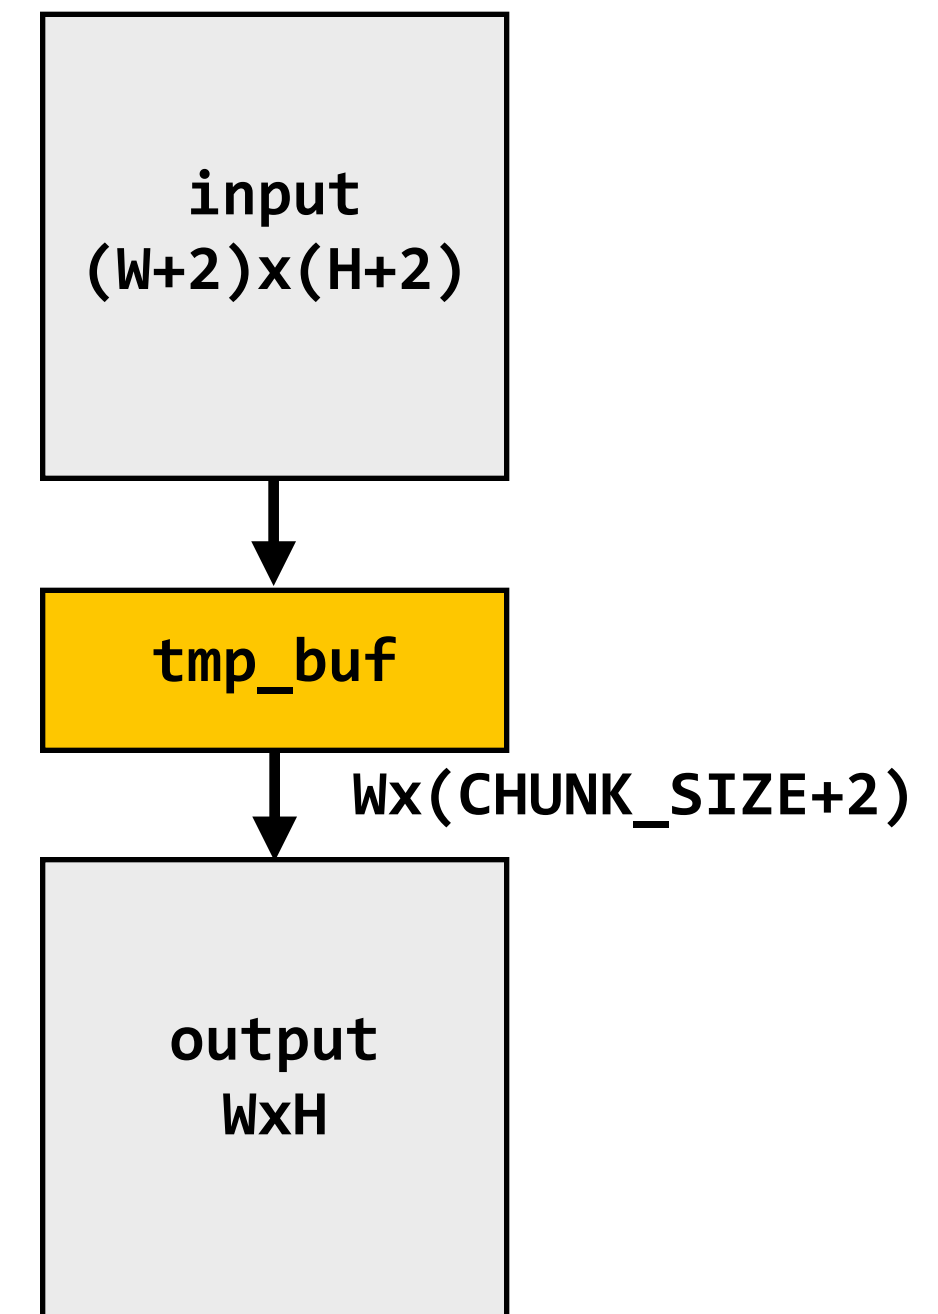 input
(W+2)x(H+2)
tmp_buf
Wx(CHUNK_SIZE+2)
output
WxH